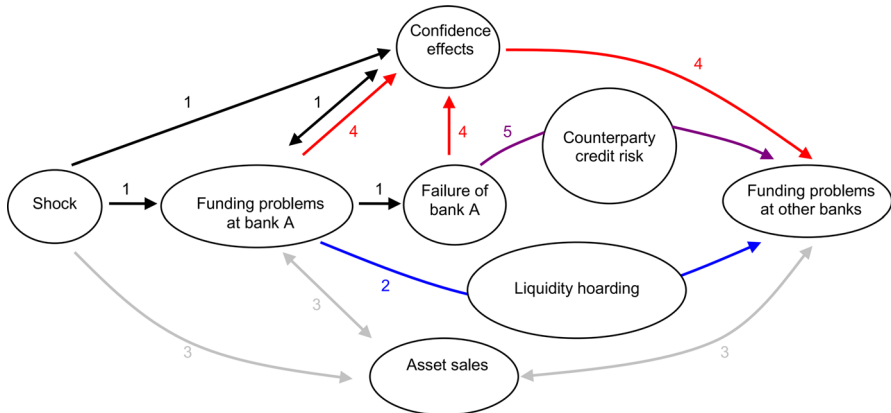 Confidence
effects
4
1
1
4
4
5
Counterparty
credit risk
1
Shock
Funding problems
at bank A
1
Failure of
bank A
Funding problems
at other banks
2
Liquidity hoarding
3
3
3
Asset sales